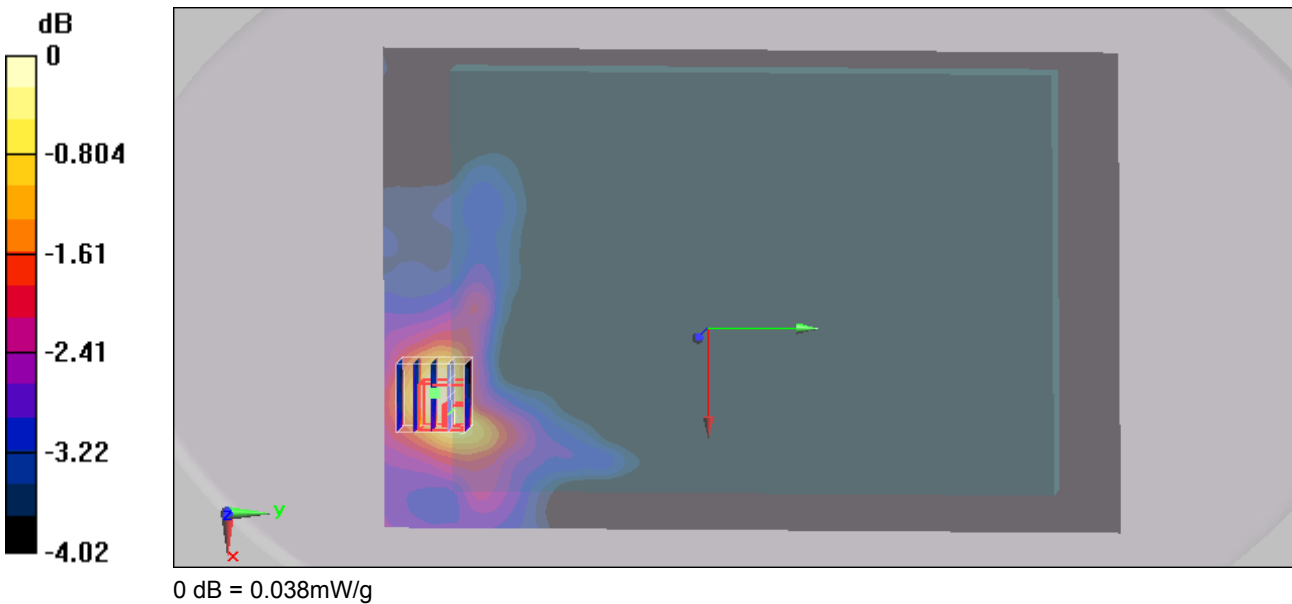 dB
0
-0.804
-1.61
-2.41
-3.22
-4.02
z
y
x
0 dB = 0.038mW/g